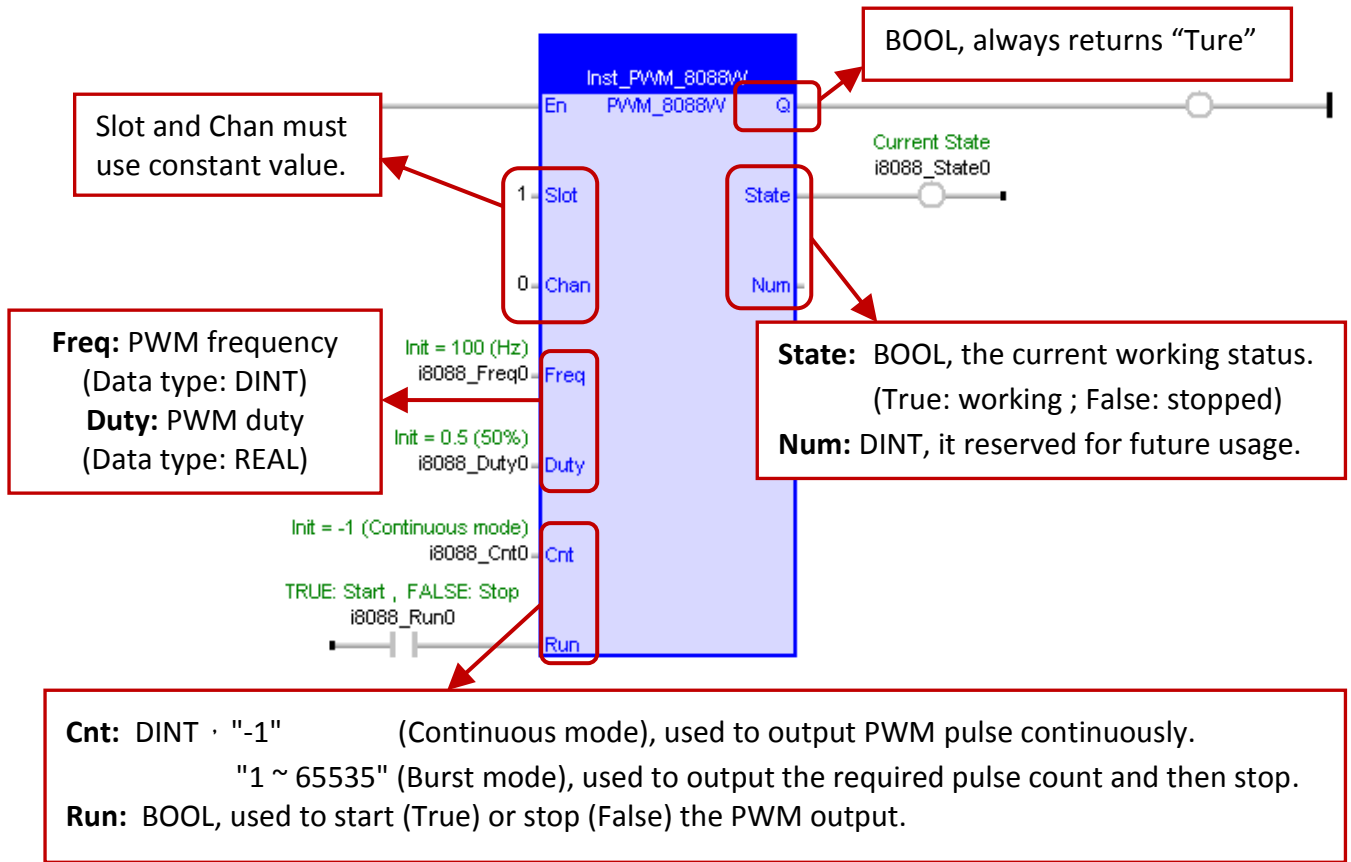 BOOL, always returns “Ture”
Inst_PWM_8088W
En PWM_8088W Q
Slot and Chan must
use constant value.
Current State
i8088_State0
1 Slot State
0 Chan Num
Freq: PWM frequency
(Data type: DINT)
Duty: PWM duty
(Data type: REAL)
Init = 100 (Hz)
i8088_Freq0 Freq
Init = 0.5 (50%)
i8088_Duty0 Duty
State: BOOL, the current working status.
(True: working ; False: stopped)
Num: DINT, it reserved for future usage.
Init = -1 (Continuous mode)
i8088_Cnt0 Cnt
TRUE: Start , FALSE: Stop
i8088_Run0
Run
Cnt: DINT , "-1" (Continuous mode), used to output PWM pulse continuously.
"1 ~ 65535" (Burst mode), used to output the required pulse count and then stop.
Run: BOOL, used to start (True) or stop (False) the PWM output.